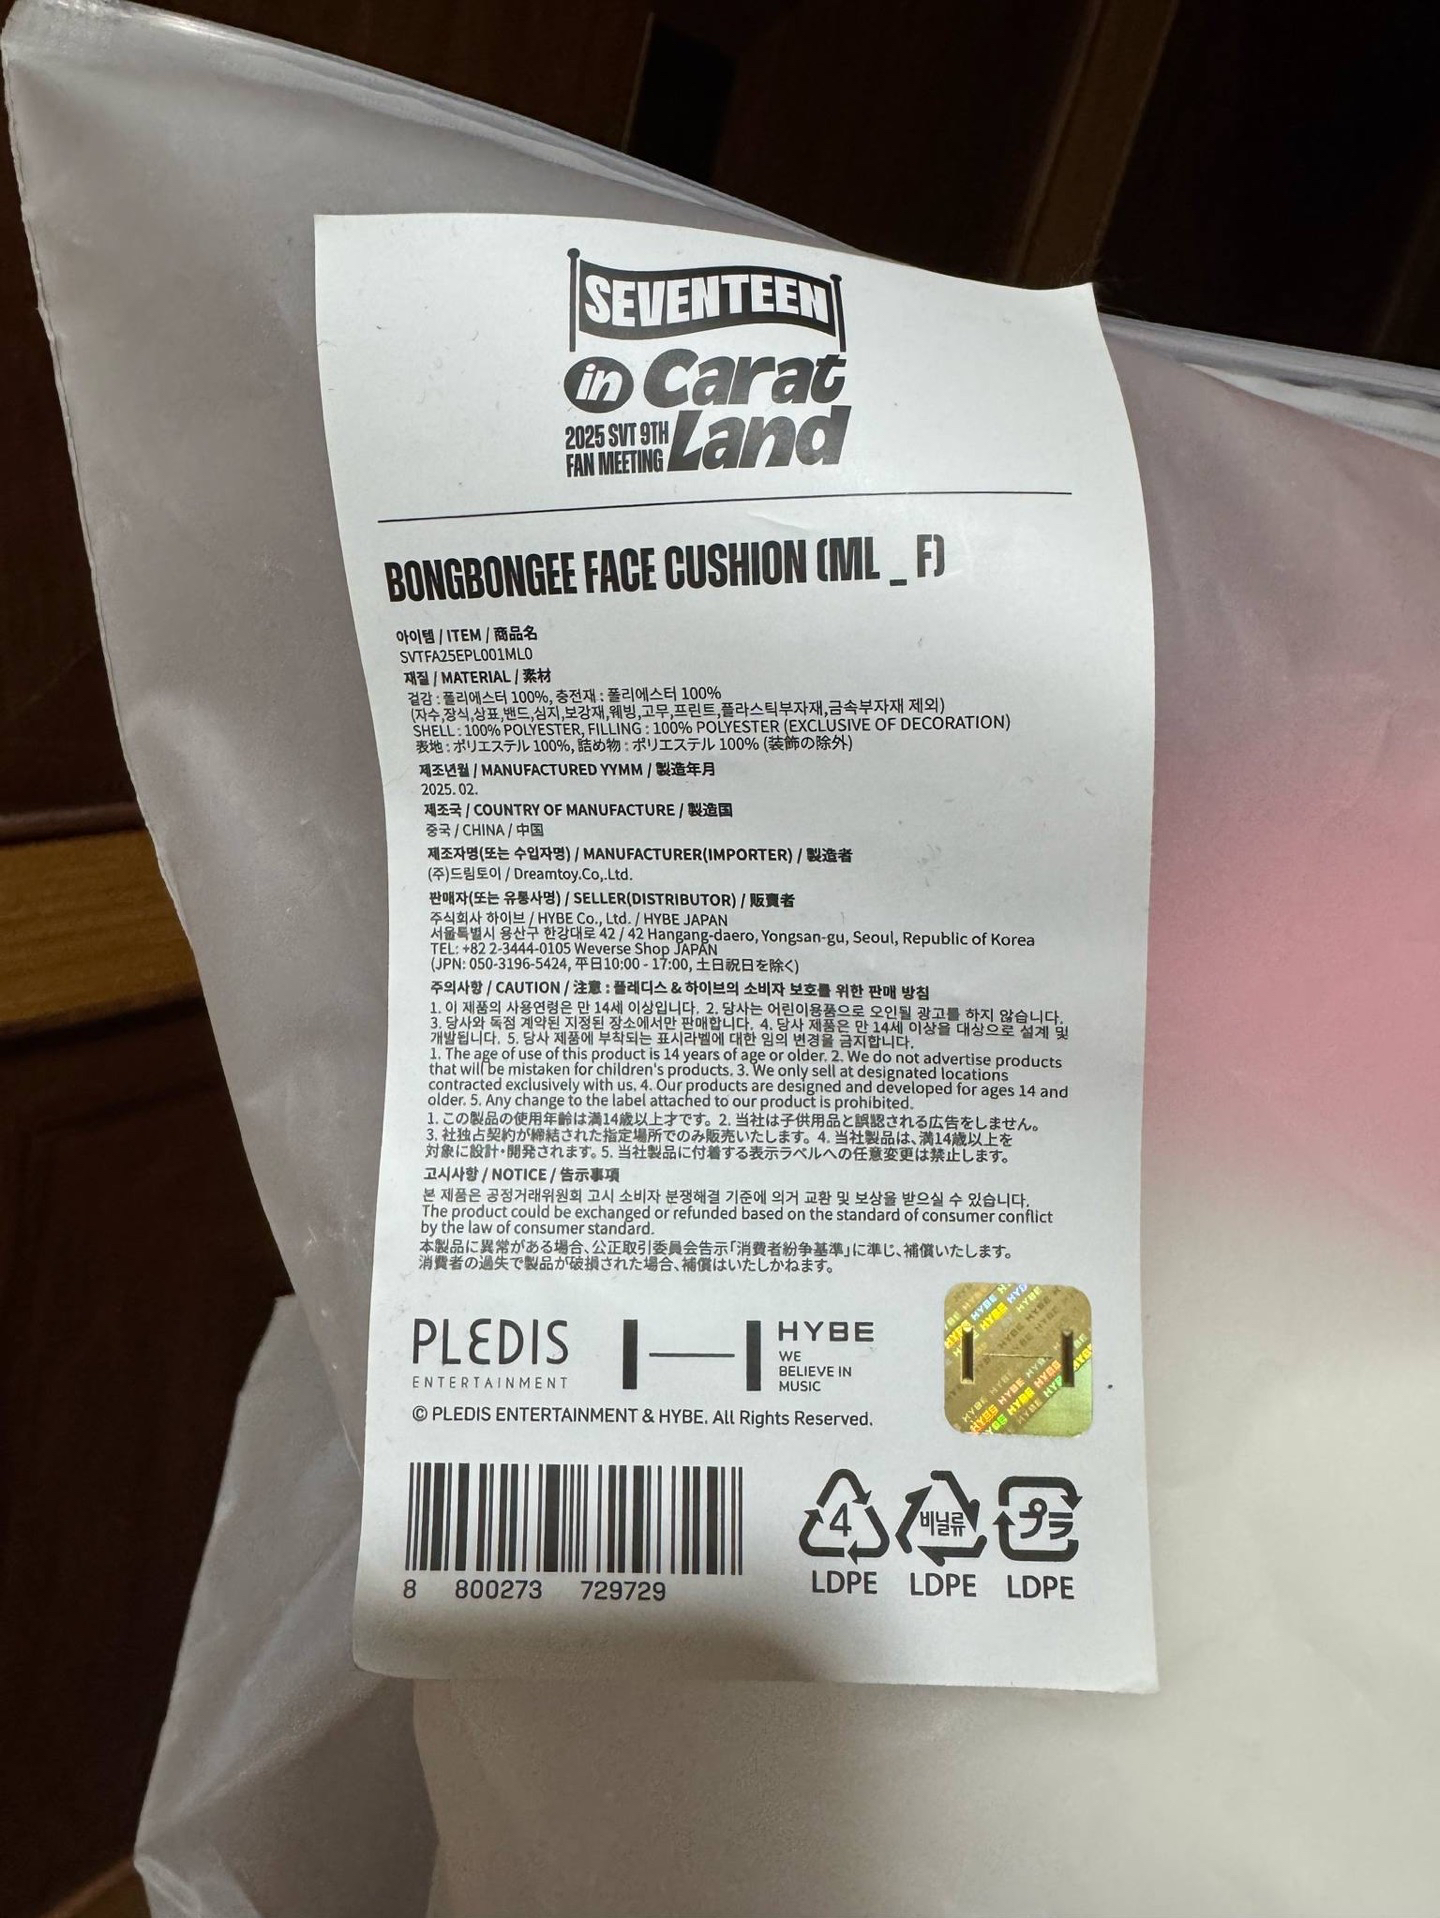 SEVENTEEN
in Carat
2025 SVT 9TH Land
FAN MEETING
BONGBONGEE FACE CUSHION (ML _ F)
아이템 / ITEM / 商品名
SVTFA25EPL001ML0
재질 / MATERIAL / 素材
겉감 : 폴리에스터 100%, 충전재 : 폴리에스터 100%
(자수,장식,상표,밴드,심지,보강재,웨빙,고무,프린트,플라스틱부자재,금속부자재 제외)
SHELL : 100% POLYESTER, FILLING : 100% POLYESTER (EXCLUSIVE OF DECORATION)
表地 : ポリエステル 100%, 詰め物 : ポリエステル 100% (装飾の除外)
제조년월 / MANUFACTURED YYMM / 製造年月
2025. 02.
제조국 / COUNTRY OF MANUFACTURE / 製造国
중국 / CHINA / 中国
제조자명(또는 수입자명) / MANUFACTURER(IMPORTER) / 製造者
(주)드림토이 / Dreamtoy.Co,.Ltd.
판매자(또는 유통사명) / SELLER(DISTRIBUTOR) / 販賣者
주식회사 하이브 / HYBE Co., Ltd. / HYBE JAPAN
서울특별시 용산구 한강대로 42 / 42 Hangang-daero, Yongsan-gu, Seoul, Republic of Korea
TEL: +82 2-3444-0105 Weverse Shop JAPAN
(JPN: 050-3196-5424, 平日10:00 - 17:00, 土日祝日を除く)
주의사항 / CAUTION / 注意 : 플레디스 & 하이브의 소비자 보호를 위한 판매 방침
1. 이 제품의 사용연령은 만 14세 이상입니다. 2. 당사는 어린이용품으로 오인될 광고를 하지 않습니다.
3. 당사와 독점 계약된 지정된 장소에서만 판매합니다. 4. 당사 제품은 만 14세 이상을 대상으로 설계 및
개발됩니다. 5. 당사 제품에 부착되는 표시라벨에 대한 임의 변경을 금지합니다.
1. The age of use of this product is 14 years of age or older. 2. We do not advertise products
that will be mistaken for children's products. 3. We only sell at designated locations
contracted exclusively with us. 4. Our products are designed and developed for ages 14 and
older. 5. Any change to the label attached to our product is prohibited.
1. この製品の使用年齢は満14歳以上才です。 2. 当社は子供用品と誤認される広告をしません。
3. 社独占契約が締結された指定場所でのみ販売いたします。 4. 当社製品は、満14歳以上を
対象に設計・開発されます。 5. 当社製品に付着する表示ラベルへの任意変更は禁止します。
고시사항 / NOTICE / 告示事項
본 제품은 공정거래위원회 고시 소비자 분쟁해결 기준에 의거 교환 및 보상을 받으실 수 있습니다.
The product could be exchanged or refunded based on the standard of consumer conflict
by the law of consumer standard.
本製品に異常がある場合、公正取引委員会告示「消費者紛争基準」に準じ、補償いたします。
消費者の過失で製品が破損された場合、補償はいたしかねます。
PLEDIS
ENTERTAINMENT
HYBE
WE
BELIEVE IN
MUSIC
© PLEDIS ENTERTAINMENT & HYBE. All Rights Reserved.
8 800273 729729
4 비닐류 プラ
LDPE LDPE LDPE